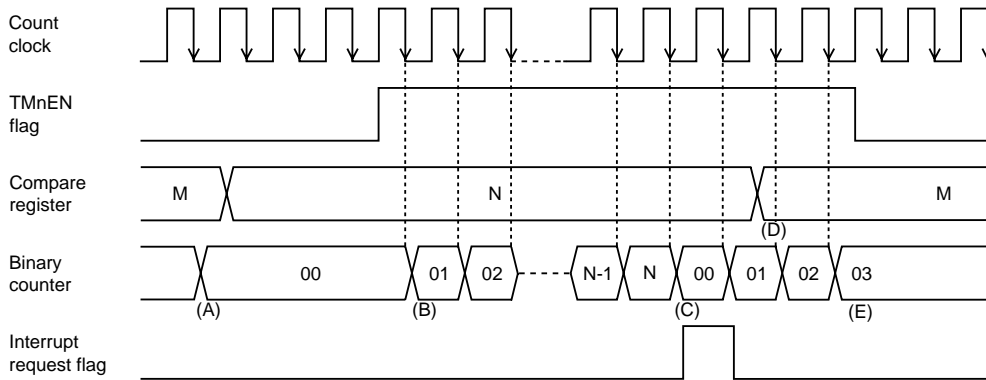 Count
clock
TMnEN
flag
Compare
register
M
N
M
(D)
Binary
counter
00
01
02
N-1
N
00
01
02
03
(A)
(B)
(C)
(E)
Interrupt
request flag